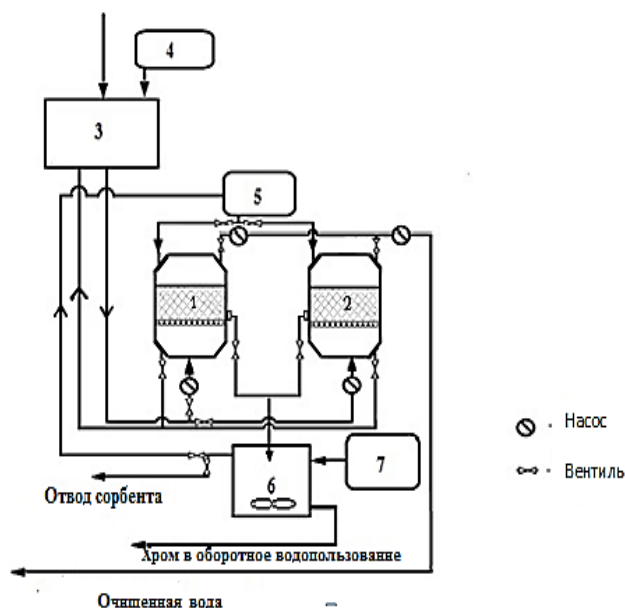 4
3
5
1
2
Насос
Вентиль
7
6
Отвод сорбента
Хром в оборотное водопользование
Очищенная вода